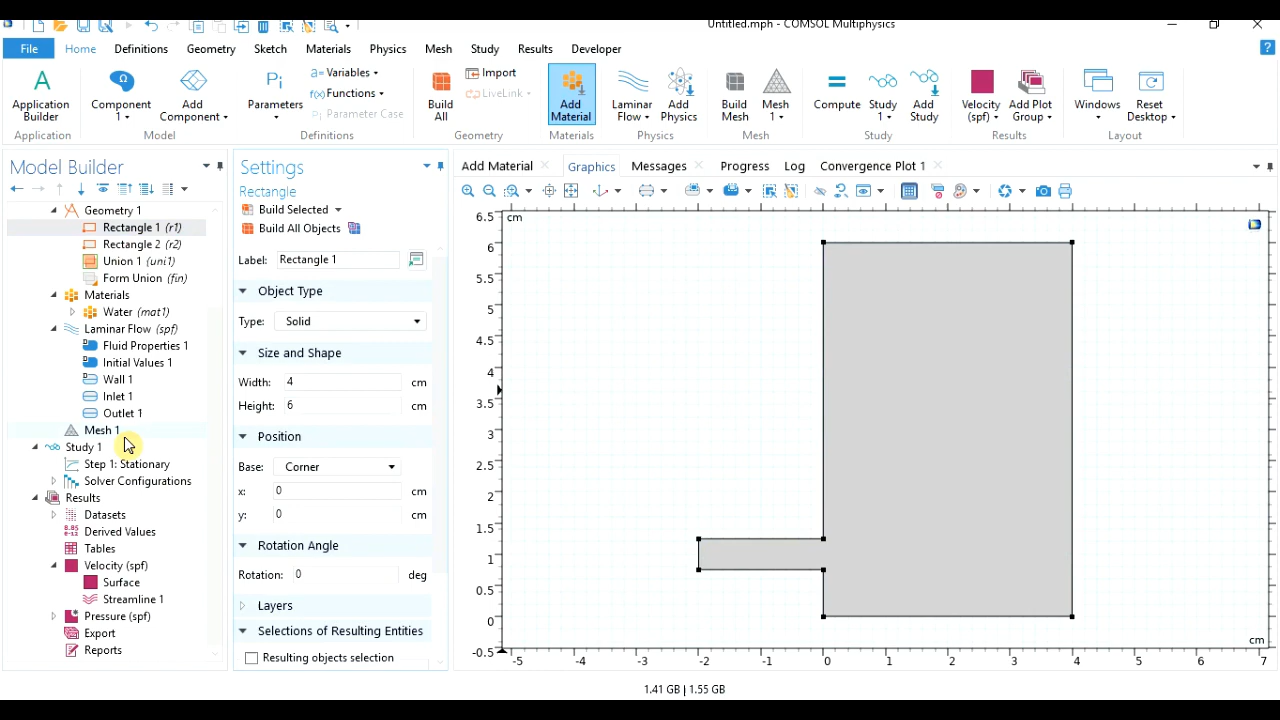 Untitled.mph - COMSOL Multiphysics
File Home Definitions Geometry Sketch Materials Physics Mesh Study Results Developer
Application Builder
Application
Component 1
Add Component
Model
Pi
Parameters
a= Variables
f(x) Functions
Pi Parameter Case
Definitions
Build All
Import
LiveLink
Geometry
Add Material
Materials
Laminar Flow
Add Physics
Physics
Build Mesh
Mesh 1
Mesh
Compute
Study 1
Add Study
Study
Velocity (spf)
Add Plot Group
Results
Windows
Reset Desktop
Layout
Model Builder
Geometry 1
Rectangle 1 (r1)
Rectangle 2 (r2)
Union 1 (uni1)
Form Union (fin)
Materials
Water (mat1)
Laminar Flow (spf)
Fluid Properties 1
Initial Values 1
Wall 1
Inlet 1
Outlet 1
Mesh 1
Study 1
Step 1: Stationary
Solver Configurations
Results
Datasets
Derived Values
Tables
Velocity (spf)
Surface
Streamline 1
Pressure (spf)
Export
Reports
Settings
Rectangle
Build Selected
Build All Objects
Label: Rectangle 1
Object Type
Type: Solid
Size and Shape
Width: 4 cm
Height: 6 cm
Position
Base: Corner
x: 0 cm
y: 0 cm
Rotation Angle
Rotation: 0 deg
Layers
Selections of Resulting Entities
Resulting objects selection
Add Material Graphics Messages Progress Log Convergence Plot 1
6.5 cm
6
5.5
5
4.5
4
3.5
3
2.5
2
1.5
1
0.5
0
-0.5
cm
-5 -4 -3 -2 -1 0 1 2 3 4 5 6 7
1.41 GB | 1.55 GB